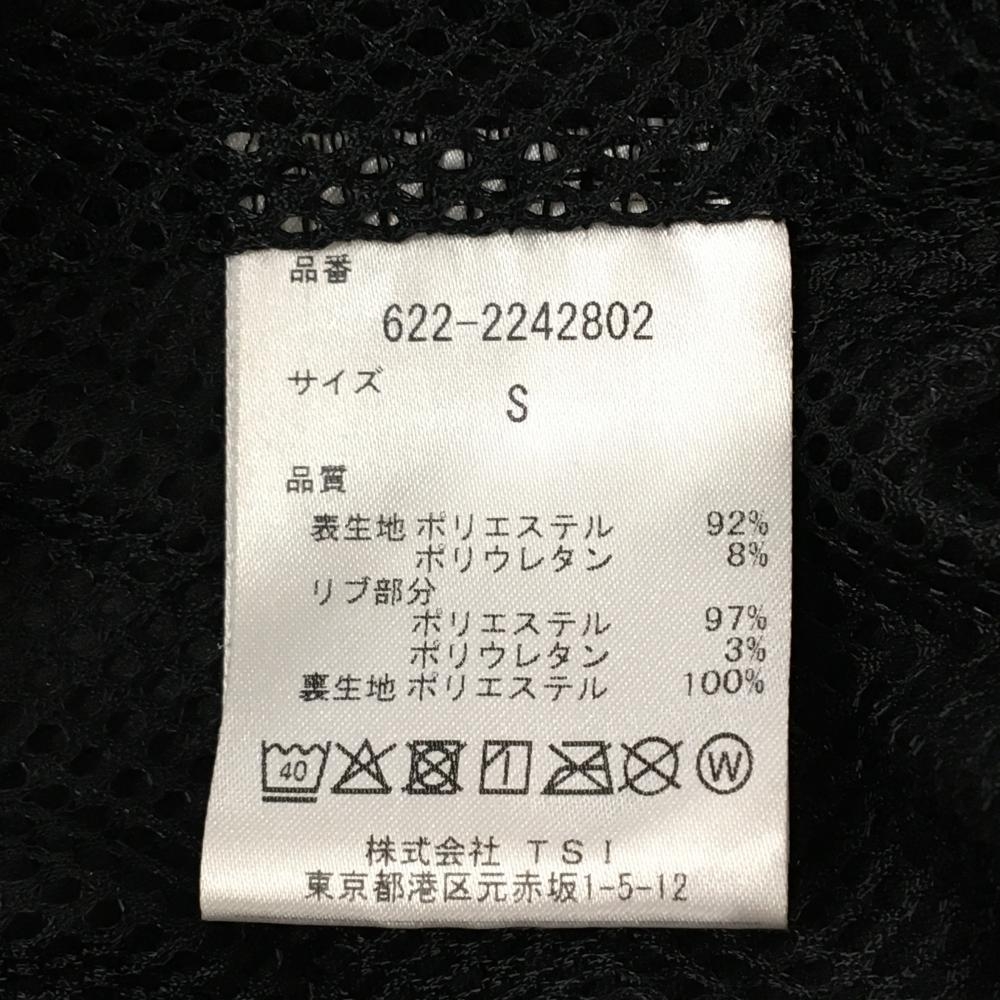 品番
622-2242802
サイズ
S
品質
表生地 ポリエステル 92%
ポリウレタン 8%
リブ部分
ポリエステル 97%
ポリウレタン 3%
裏生地 ポリエステル 100%
40 W
株式会社 TSI
東京都港区元赤坂1-5-12